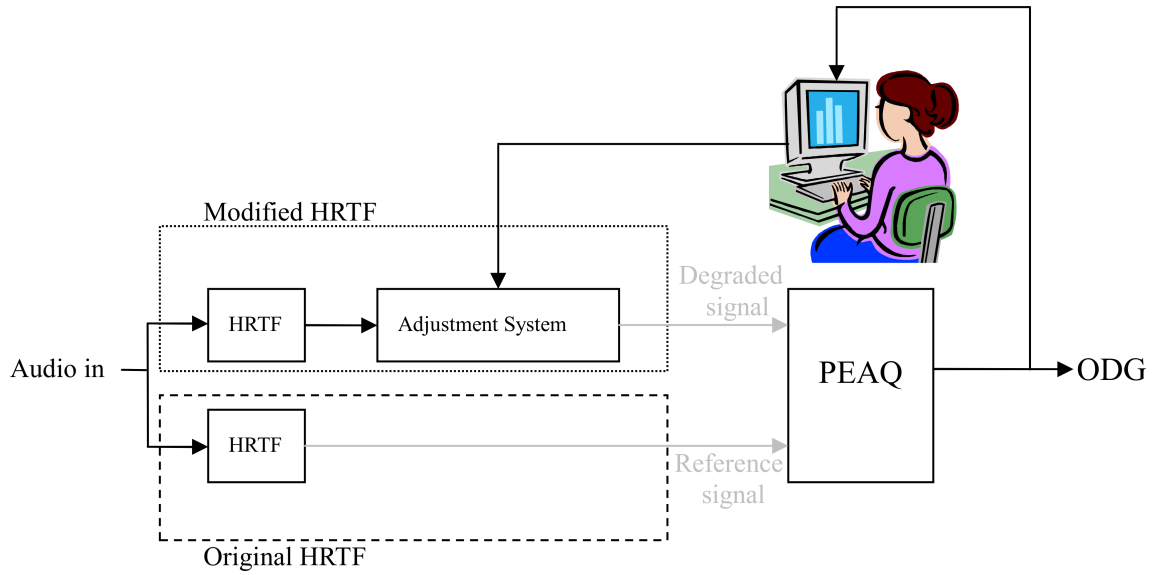 Modified HRTF
Degraded
signal
HRTF
Adjustment System
Audio in
PEAQ
ODG
HRTF
Reference
signal
Original HRTF